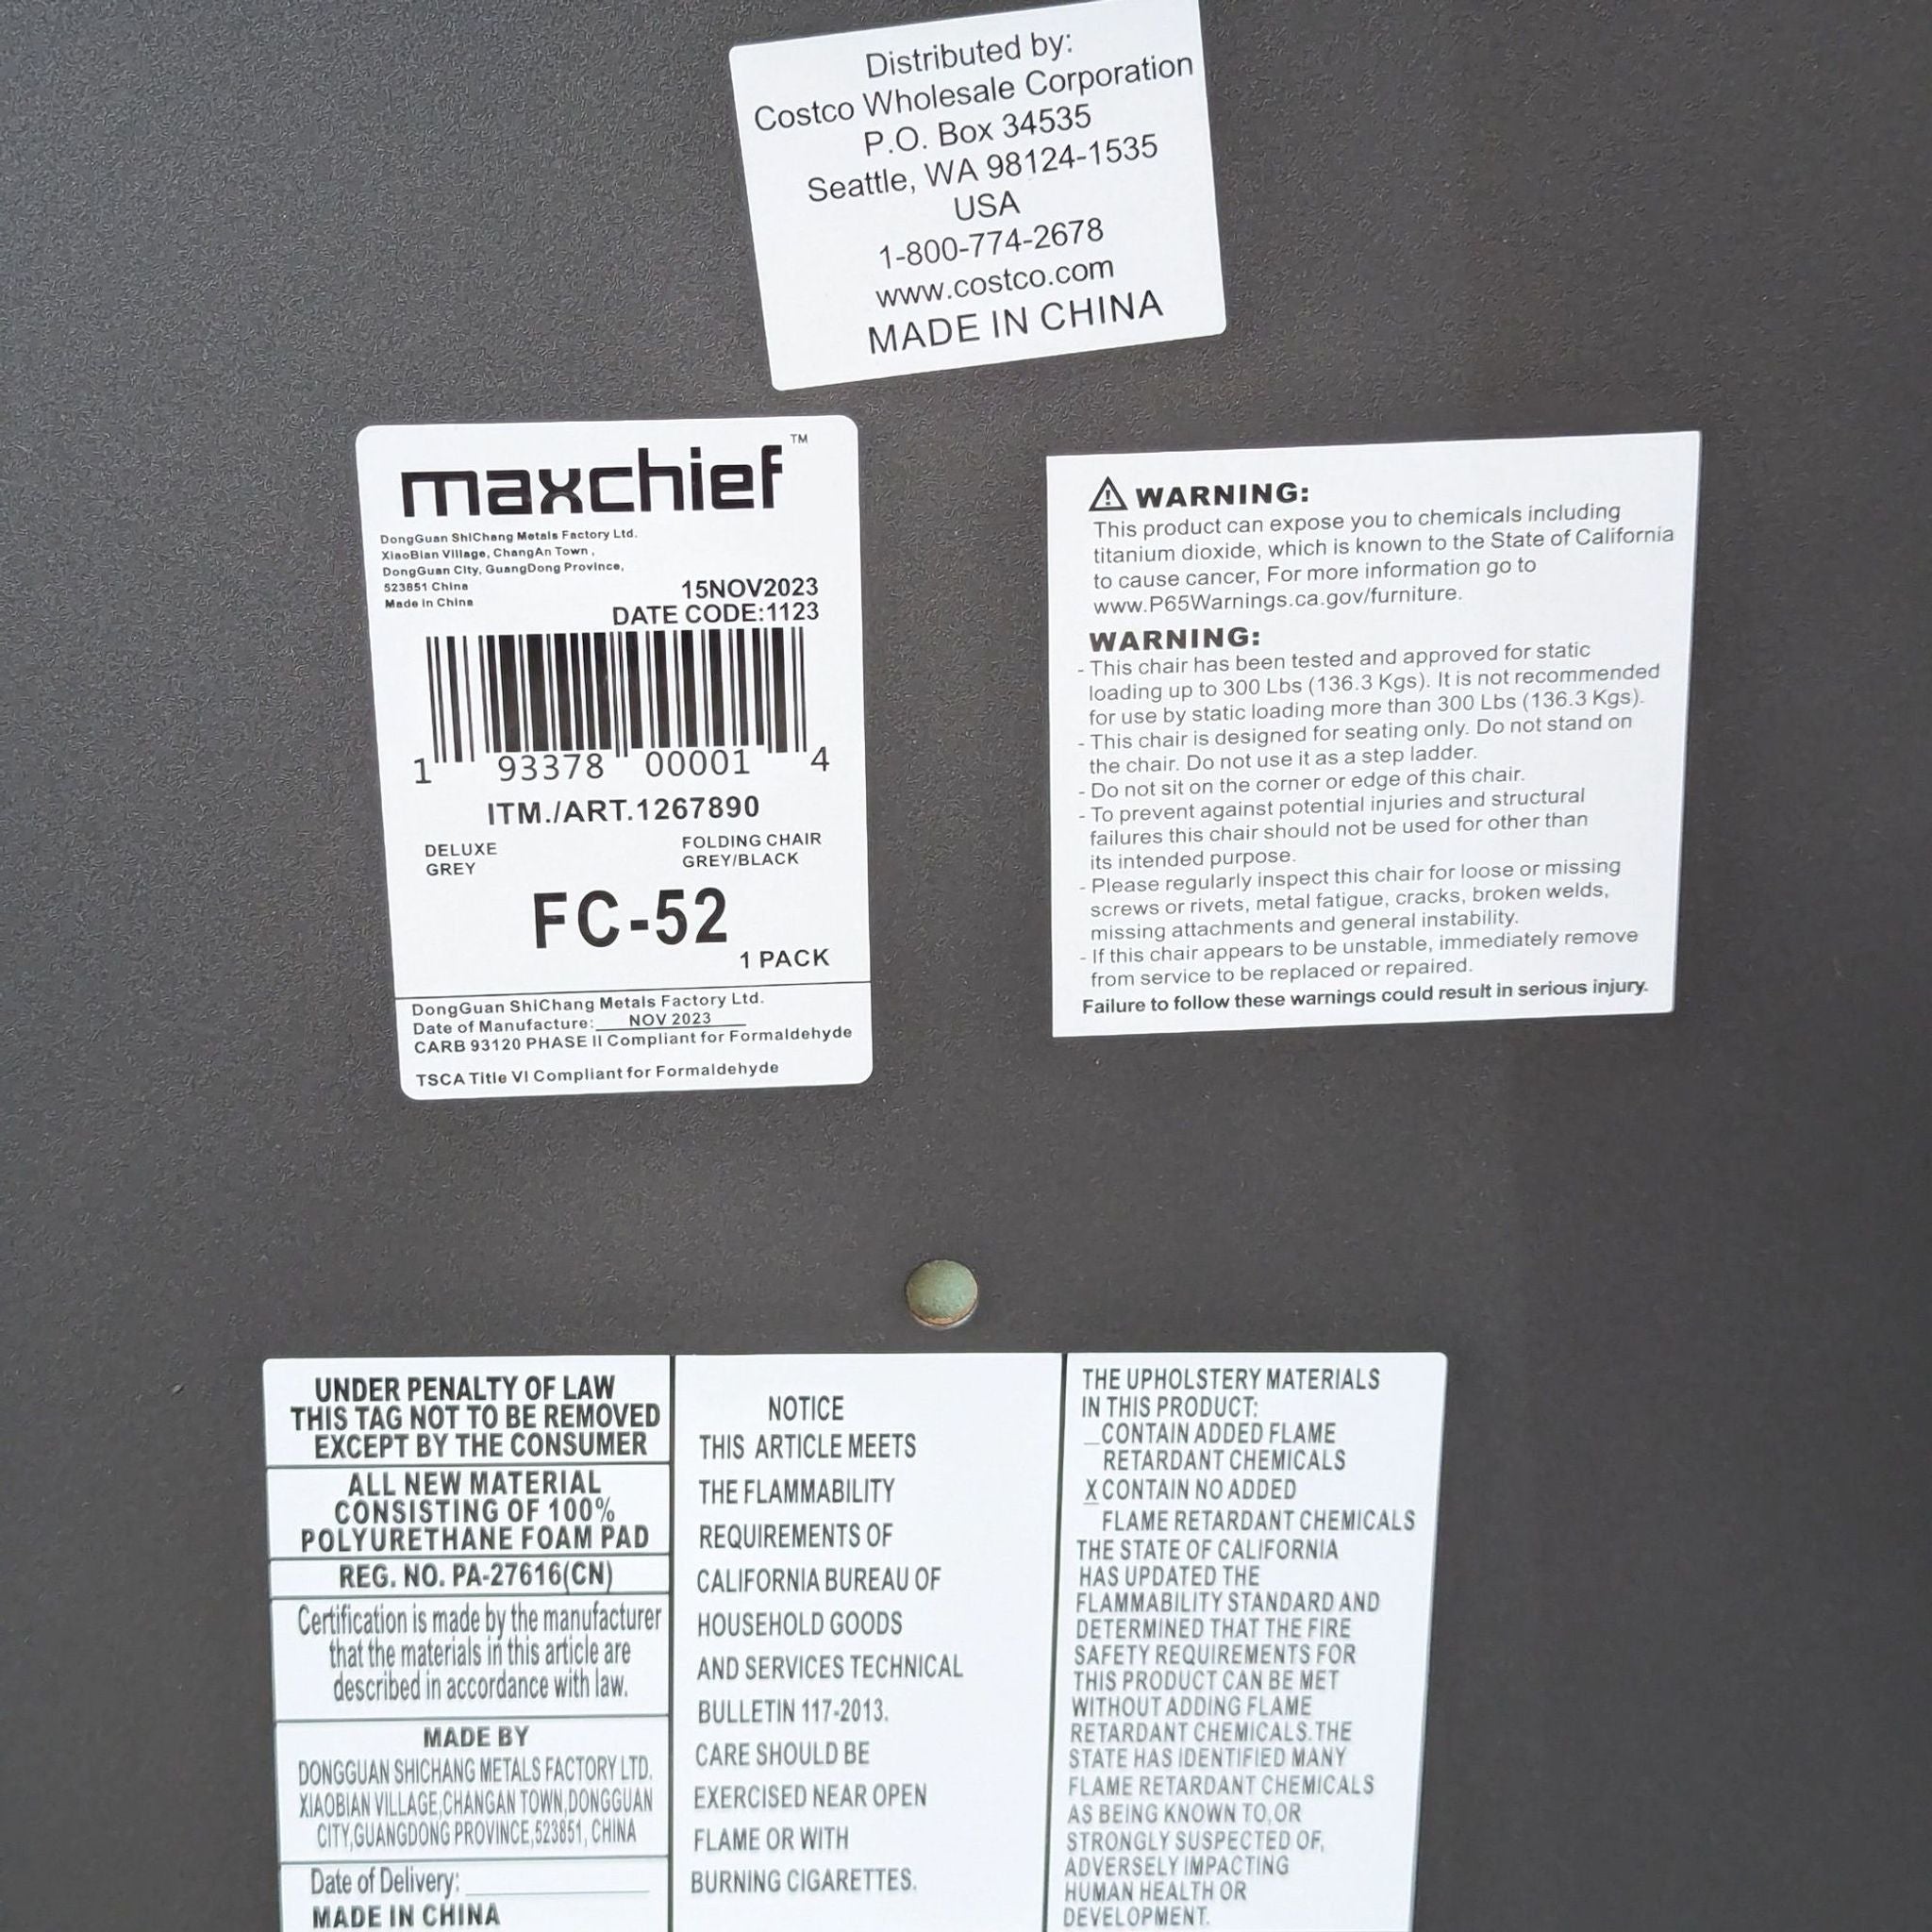 Distributed by:
Costco Wholesale Corporation
P.O. Box 34535
Seattle, WA 98124-1535
USA
1-800-774-2678
www.costco.com
MADE IN CHINA
maxchief™
DongGuan ShiChang Metals Factory Ltd.
XiaoBian Village, ChangAn Town,
DongGuan City, GuangDong Province,
523851 China
Made in China
15NOV2023
DATE CODE:1123
1 93378 00001 4
ITM./ART.1267890
DELUXE FOLDING CHAIR
GREY GREY/BLACK
FC-52
1 PACK
DongGuan ShiChang Metals Factory Ltd.
Date of Manufacture: NOV 2023
CARB 93120 PHASE II Compliant for Formaldehyde
TSCA Title VI Compliant for Formaldehyde
⚠ WARNING:
This product can expose you to chemicals including
titanium dioxide, which is known to the State of California
to cause cancer, For more information go to
www.P65Warnings.ca.gov/furniture.
WARNING:
- This chair has been tested and approved for static
loading up to 300 Lbs (136.3 Kgs). It is not recommended
for use by static loading more than 300 Lbs (136.3 Kgs).
- This chair is designed for seating only. Do not stand on
the chair. Do not use it as a step ladder.
- Do not sit on the corner or edge of this chair.
- To prevent against potential injuries and structural
failures this chair should not be used for other than
its intended purpose.
- Please regularly inspect this chair for loose or missing
screws or rivets, metal fatigue, cracks, broken welds,
missing attachments and general instability.
- If this chair appears to be unstable, immediately remove
from service to be replaced or repaired.
Failure to follow these warnings could result in serious injury.
UNDER PENALTY OF LAW
THIS TAG NOT TO BE REMOVED
EXCEPT BY THE CONSUMER
ALL NEW MATERIAL
CONSISTING OF 100%
POLYURETHANE FOAM PAD
REG. NO. PA-27616(CN)
Certification is made by the manufacturer
that the materials in this article are
described in accordance with law.
MADE BY
DONGGUAN SHICHANG METALS FACTORY LTD.
XIAOBIAN VILLAGE,CHANGAN TOWN,DONGGUAN
CITY,GUANGDONG PROVINCE,523851, CHINA
Date of Delivery:
MADE IN CHINA
NOTICE
THIS ARTICLE MEETS
THE FLAMMABILITY
REQUIREMENTS OF
CALIFORNIA BUREAU OF
HOUSEHOLD GOODS
AND SERVICES TECHNICAL
BULLETIN 117-2013.
CARE SHOULD BE
EXERCISED NEAR OPEN
FLAME OR WITH
BURNING CIGARETTES.
THE UPHOLSTERY MATERIALS
IN THIS PRODUCT:
_CONTAIN ADDED FLAME
RETARDANT CHEMICALS
X CONTAIN NO ADDED
FLAME RETARDANT CHEMICALS
THE STATE OF CALIFORNIA
HAS UPDATED THE
FLAMMABILITY STANDARD AND
DETERMINED THAT THE FIRE
SAFETY REQUIREMENTS FOR
THIS PRODUCT CAN BE MET
WITHOUT ADDING FLAME
RETARDANT CHEMICALS.THE
STATE HAS IDENTIFIED MANY
FLAME RETARDANT CHEMICALS
AS BEING KNOWN TO,OR
STRONGLY SUSPECTED OF,
ADVERSELY IMPACTING
HUMAN HEALTH OR
DEVELOPMENT.